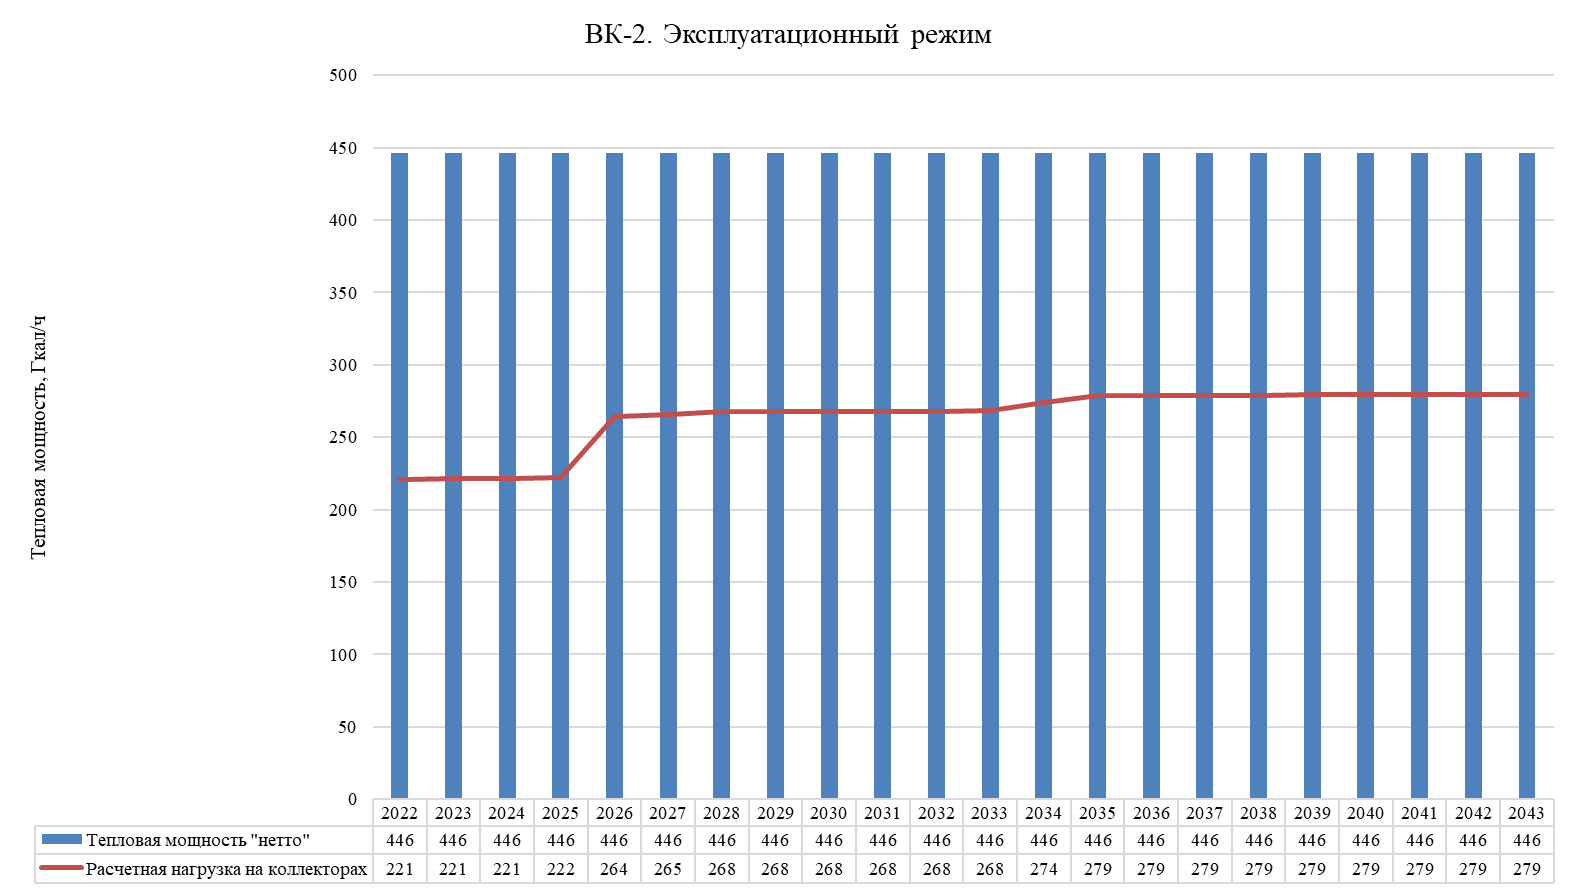 ВК-2. Эксплуатационный режим
Тепловая мощность, Гкал/ч
500
450
400
350
300
250
200
150
100
50
0
2022 2023 2024 2025 2026 2027 2028 2029 2030 2031 2032 2033 2034 2035 2036 2037 2038 2039 2040 2041 2042 2043
Тепловая мощность "нетто" 446 446 446 446 446 446 446 446 446 446 446 446 446 446 446 446 446 446 446 446 446 446
Расчетная нагрузка на коллекторах 221 221 221 222 264 265 268 268 268 268 268 268 274 279 279 279 279 279 279 279 279 279